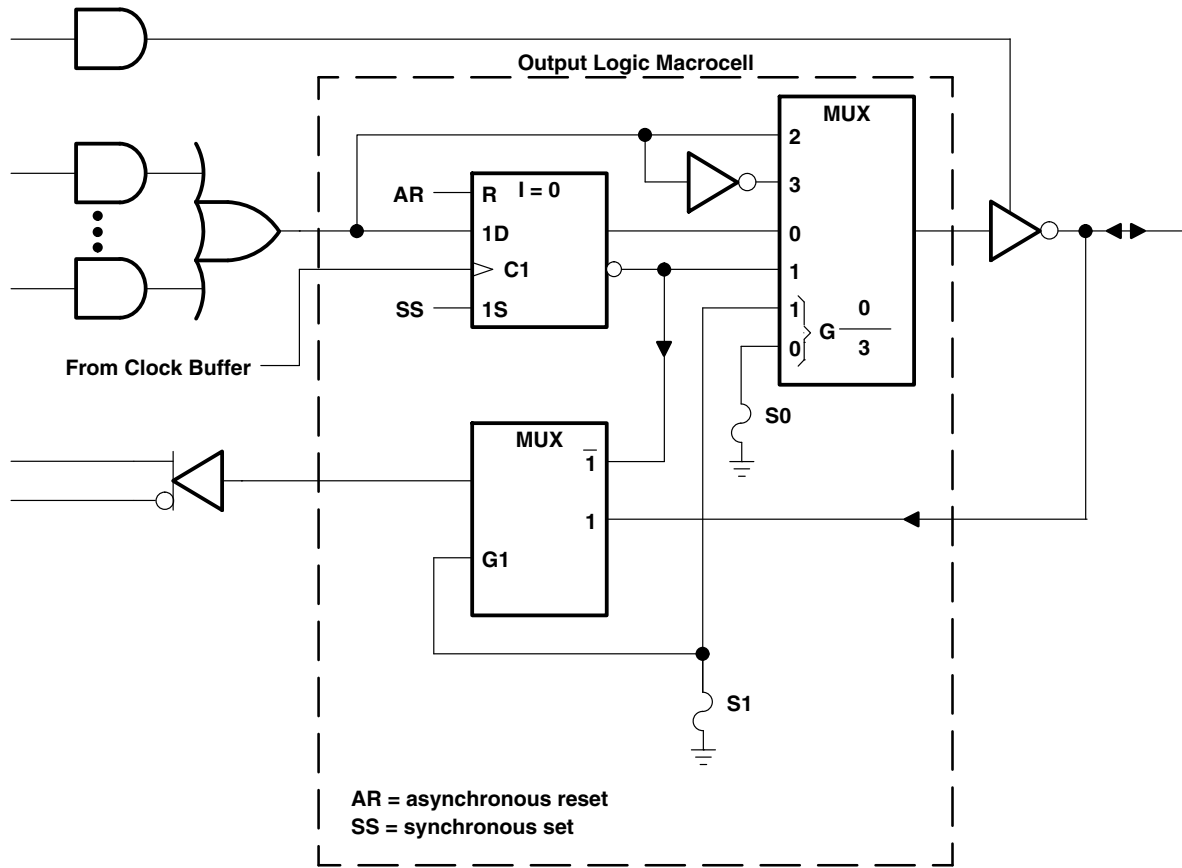 Output Logic Macrocell
MUX
2
3
0
1
1
0
G 0
3
AR
R
I = 0
1D
C1
SS
1S
From Clock Buffer
S0
MUX
1̅
1
G1
S1
AR = asynchronous reset
SS = synchronous set